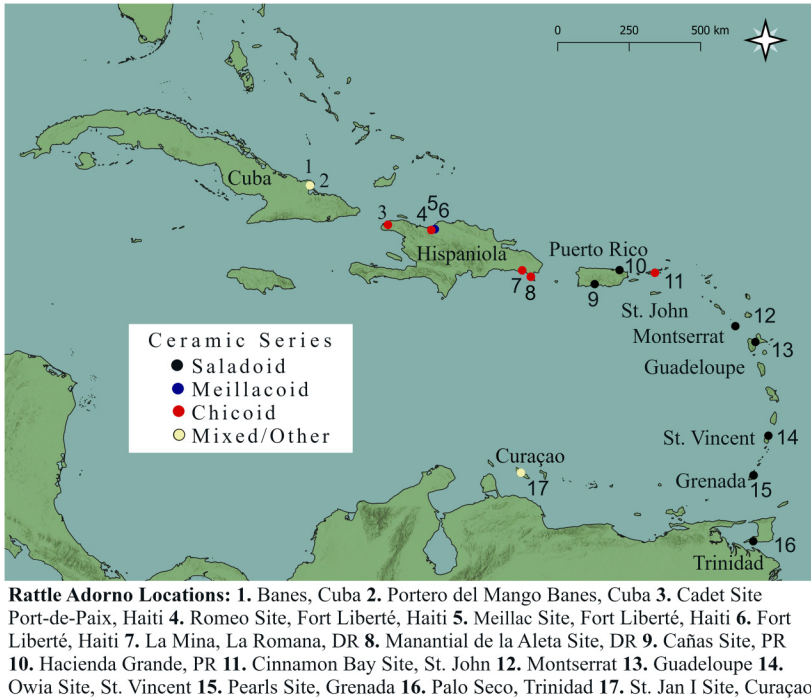 0 250 500 km
1
Cuba 2
3 4 5 6
Hispaniola
Puerto Rico
10
11
7
8
9
St. John
12
Montserrat
13
Guadeloupe
Ceramic Series
Saladoid
Meillacoid
Chicoid
Mixed/Other
St. Vincent 14
Curaçao
17
Grenada
15
16
Trinidad
Rattle Adorno Locations: 1. Banes, Cuba 2. Portero del Mango Banes, Cuba 3. Cadet Site
Port-de-Paix, Haiti 4. Romeo Site, Fort Liberté, Haiti 5. Meillac Site, Fort Liberté, Haiti 6. Fort
Liberté, Haiti 7. La Mina, La Romana, DR 8. Manantial de la Aleta Site, DR 9. Cañas Site, PR
10. Hacienda Grande, PR 11. Cinnamon Bay Site, St. John 12. Montserrat 13. Guadeloupe 14.
Owia Site, St. Vincent 15. Pearls Site, Grenada 16. Palo Seco, Trinidad 17. St. Jan I Site, Curaçao